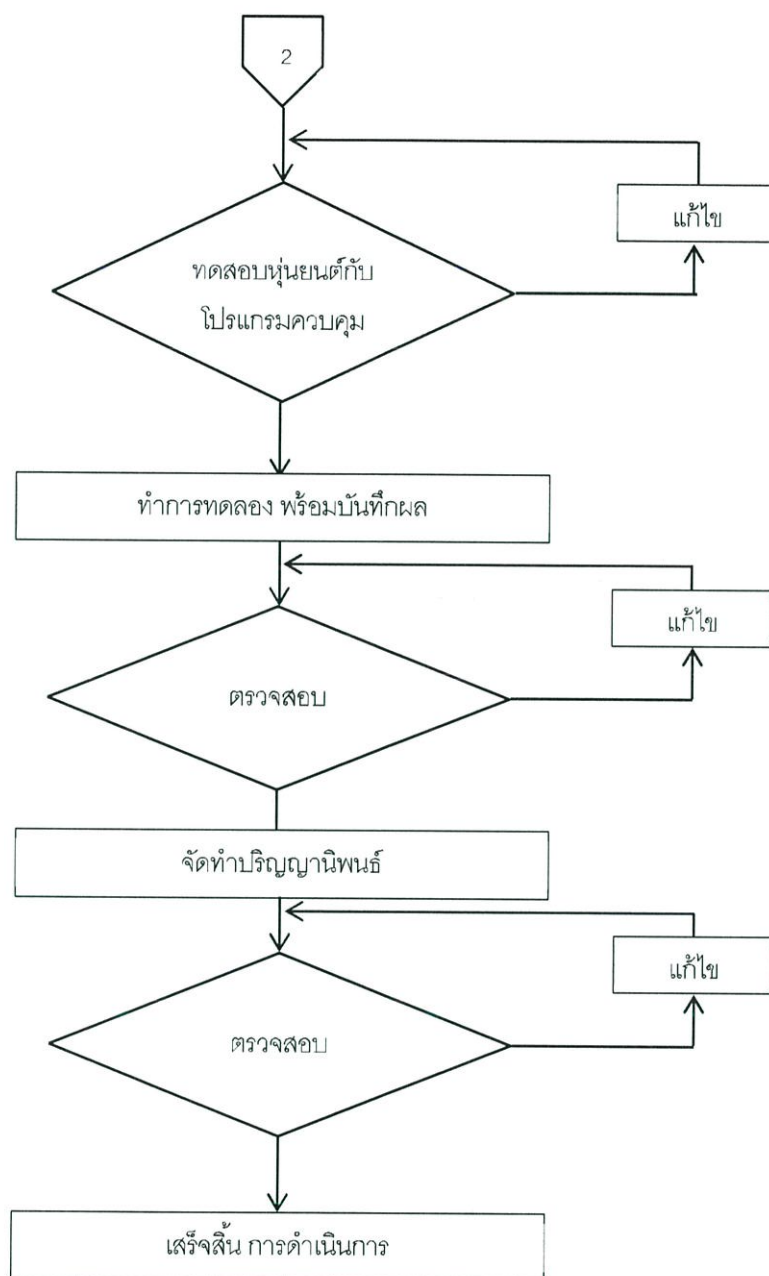 2
แก้ไข
ทดสอบหุ่นยนต์กับ
โปรแกรมควบคุม
ทำการทดลอง พร้อมบันทึกผล
แก้ไข
ตรวจสอบ
จัดทำปริญญานิพนธ์
แก้ไข
ตรวจสอบ
เสร็จสิ้น การดำเนินการ